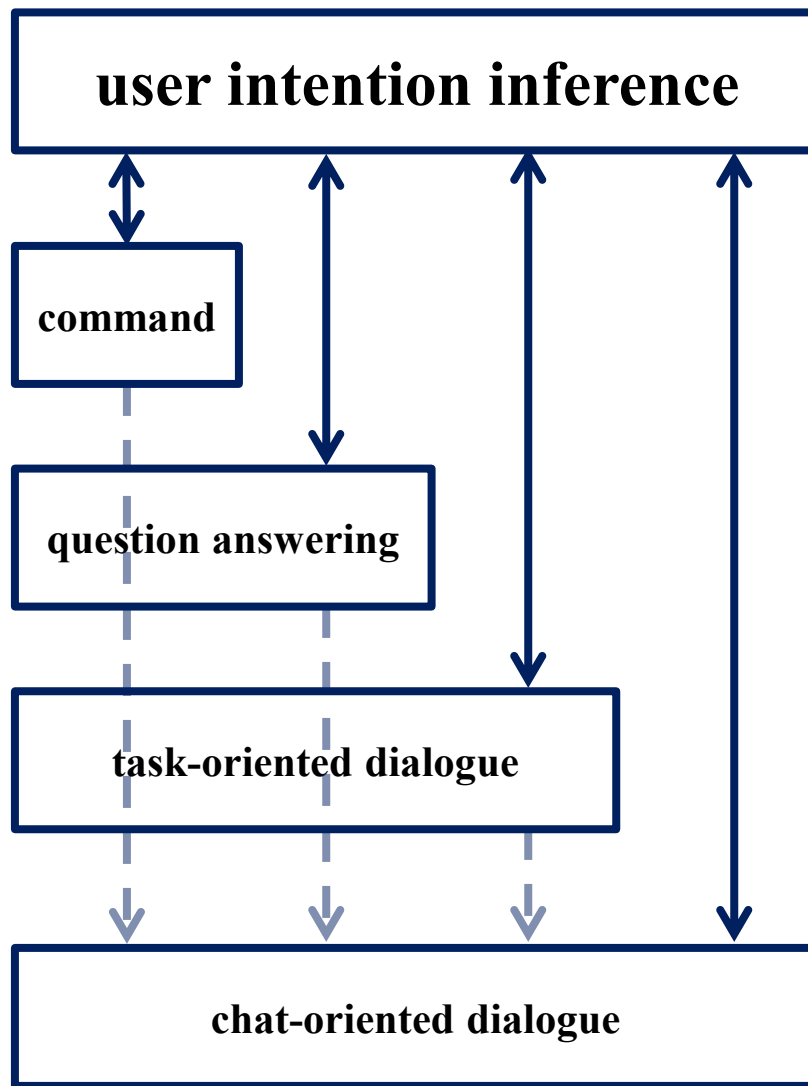 user intention inference
command
question answering
task-oriented dialogue
chat-oriented dialogue